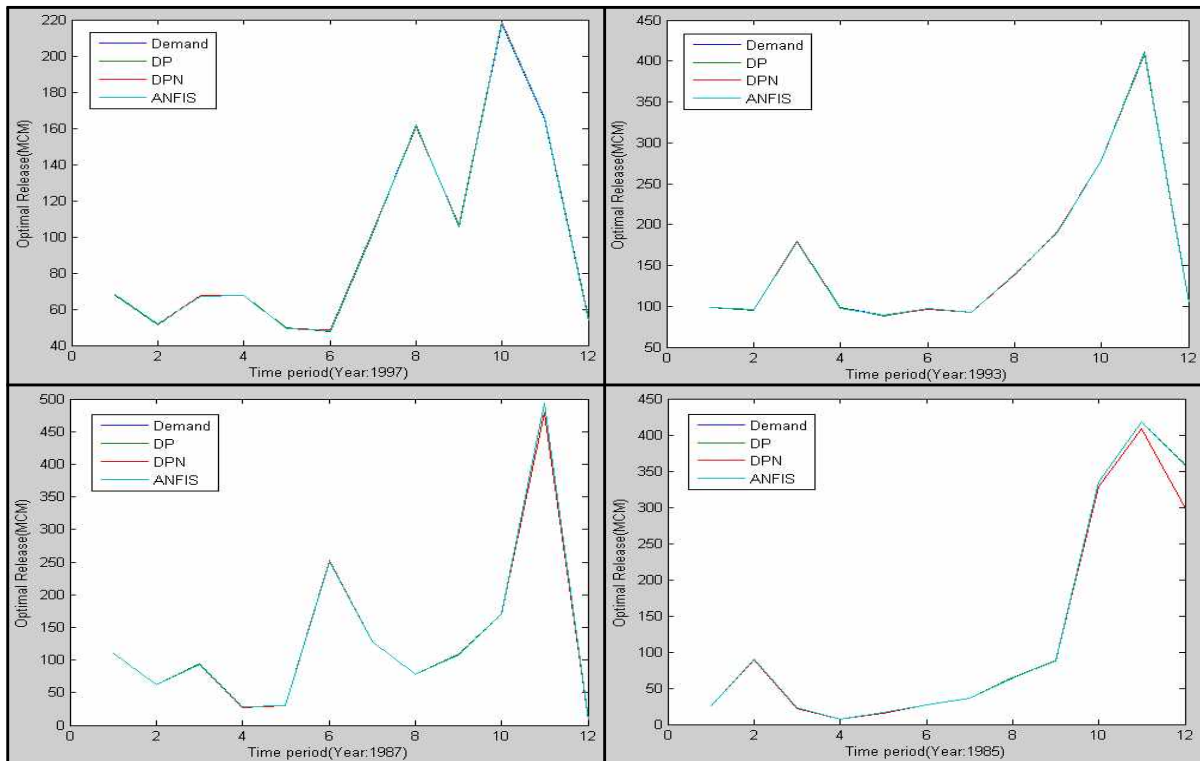 220
200
180
160
140
120
100
80
60
40
Optimal Release(MCM)
Demand
DP
DPN
ANFIS
0 2 4 6 8 10 12
Time period(Year:1997)
450
400
350
300
250
200
150
100
50
Optimal Release(MCM)
Demand
DP
DPN
ANFIS
0 2 4 6 8 10 12
Time period(Year:1993)
500
450
400
350
300
250
200
150
100
50
0
Optimal Release(MCM)
Demand
DP
DPN
ANFIS
0 2 4 6 8 10 12
Time period(Year:1987)
450
400
350
300
250
200
150
100
50
0
Optimal Release(MCM)
Demand
DP
DPN
ANFIS
0 2 4 6 8 10 12
Time period(Year:1985)